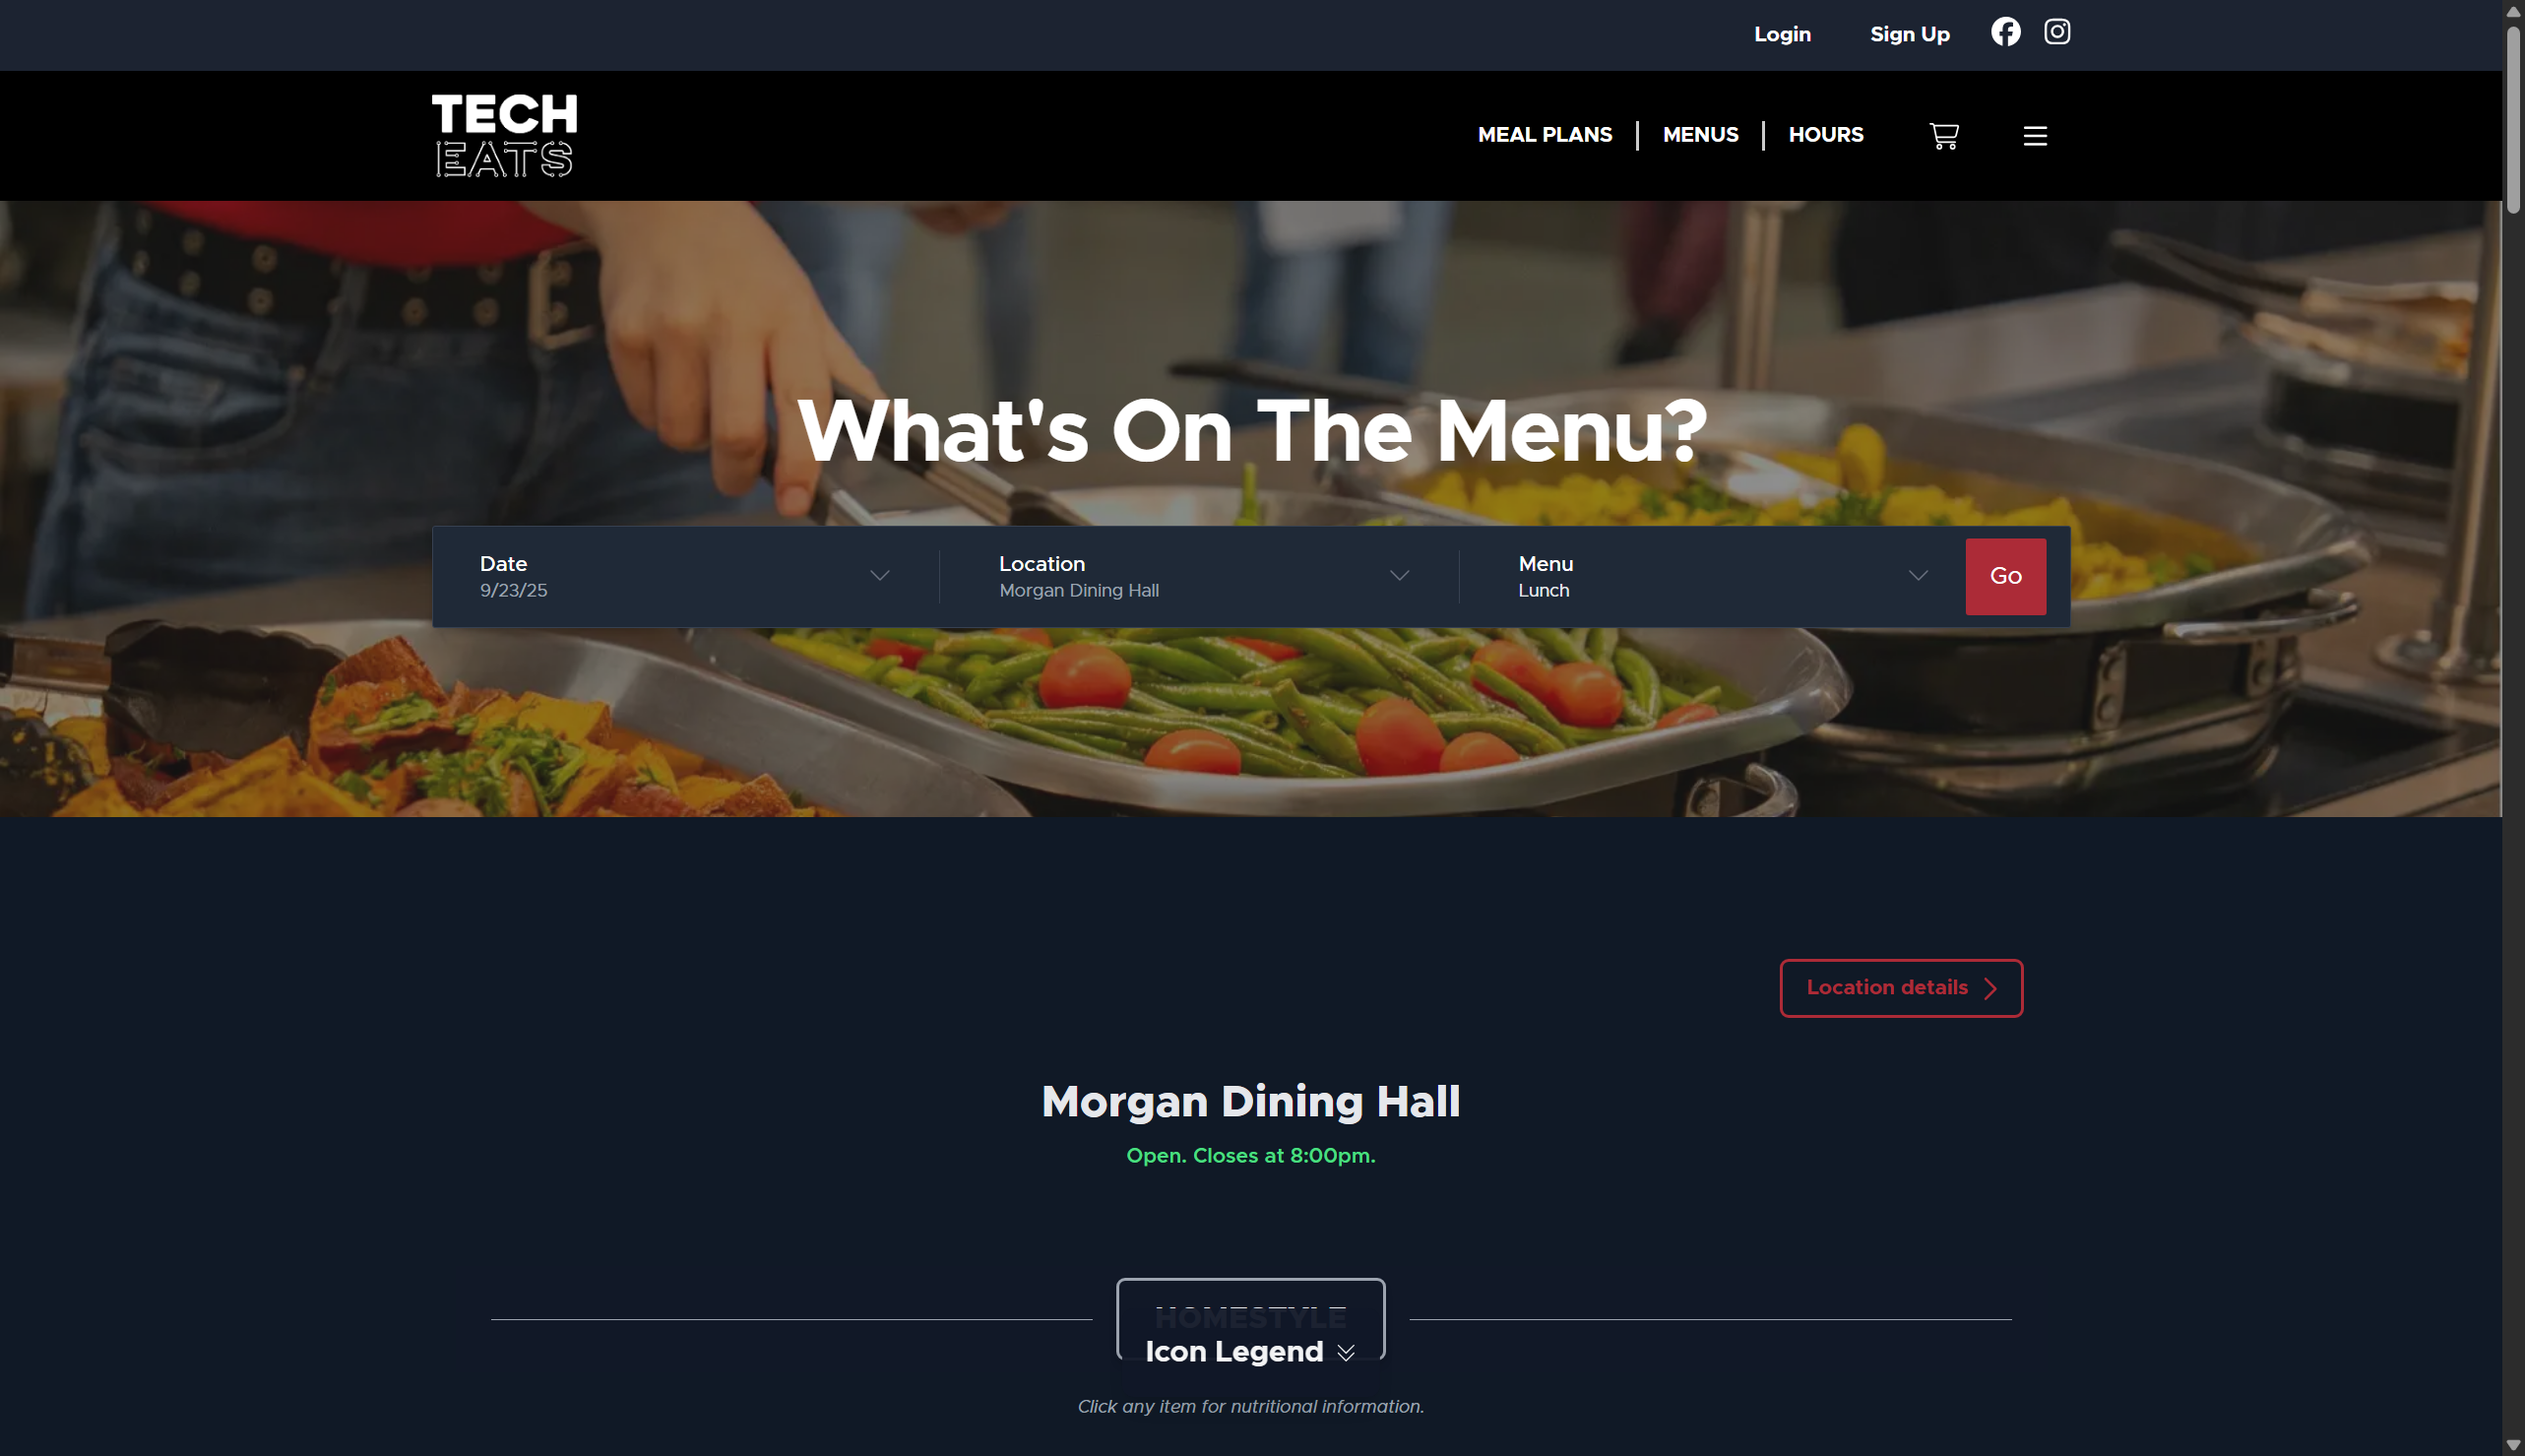 Login Sign Up
TECH
EATS
MEAL PLANS MENUS HOURS
What's On The Menu?
Date
9/23/25
Location
Morgan Dining Hall
Menu
Lunch
Go
Location details
Morgan Dining Hall
Open. Closes at 8:00pm.
HOMESTYLE
Icon Legend
Click any item for nutritional information.